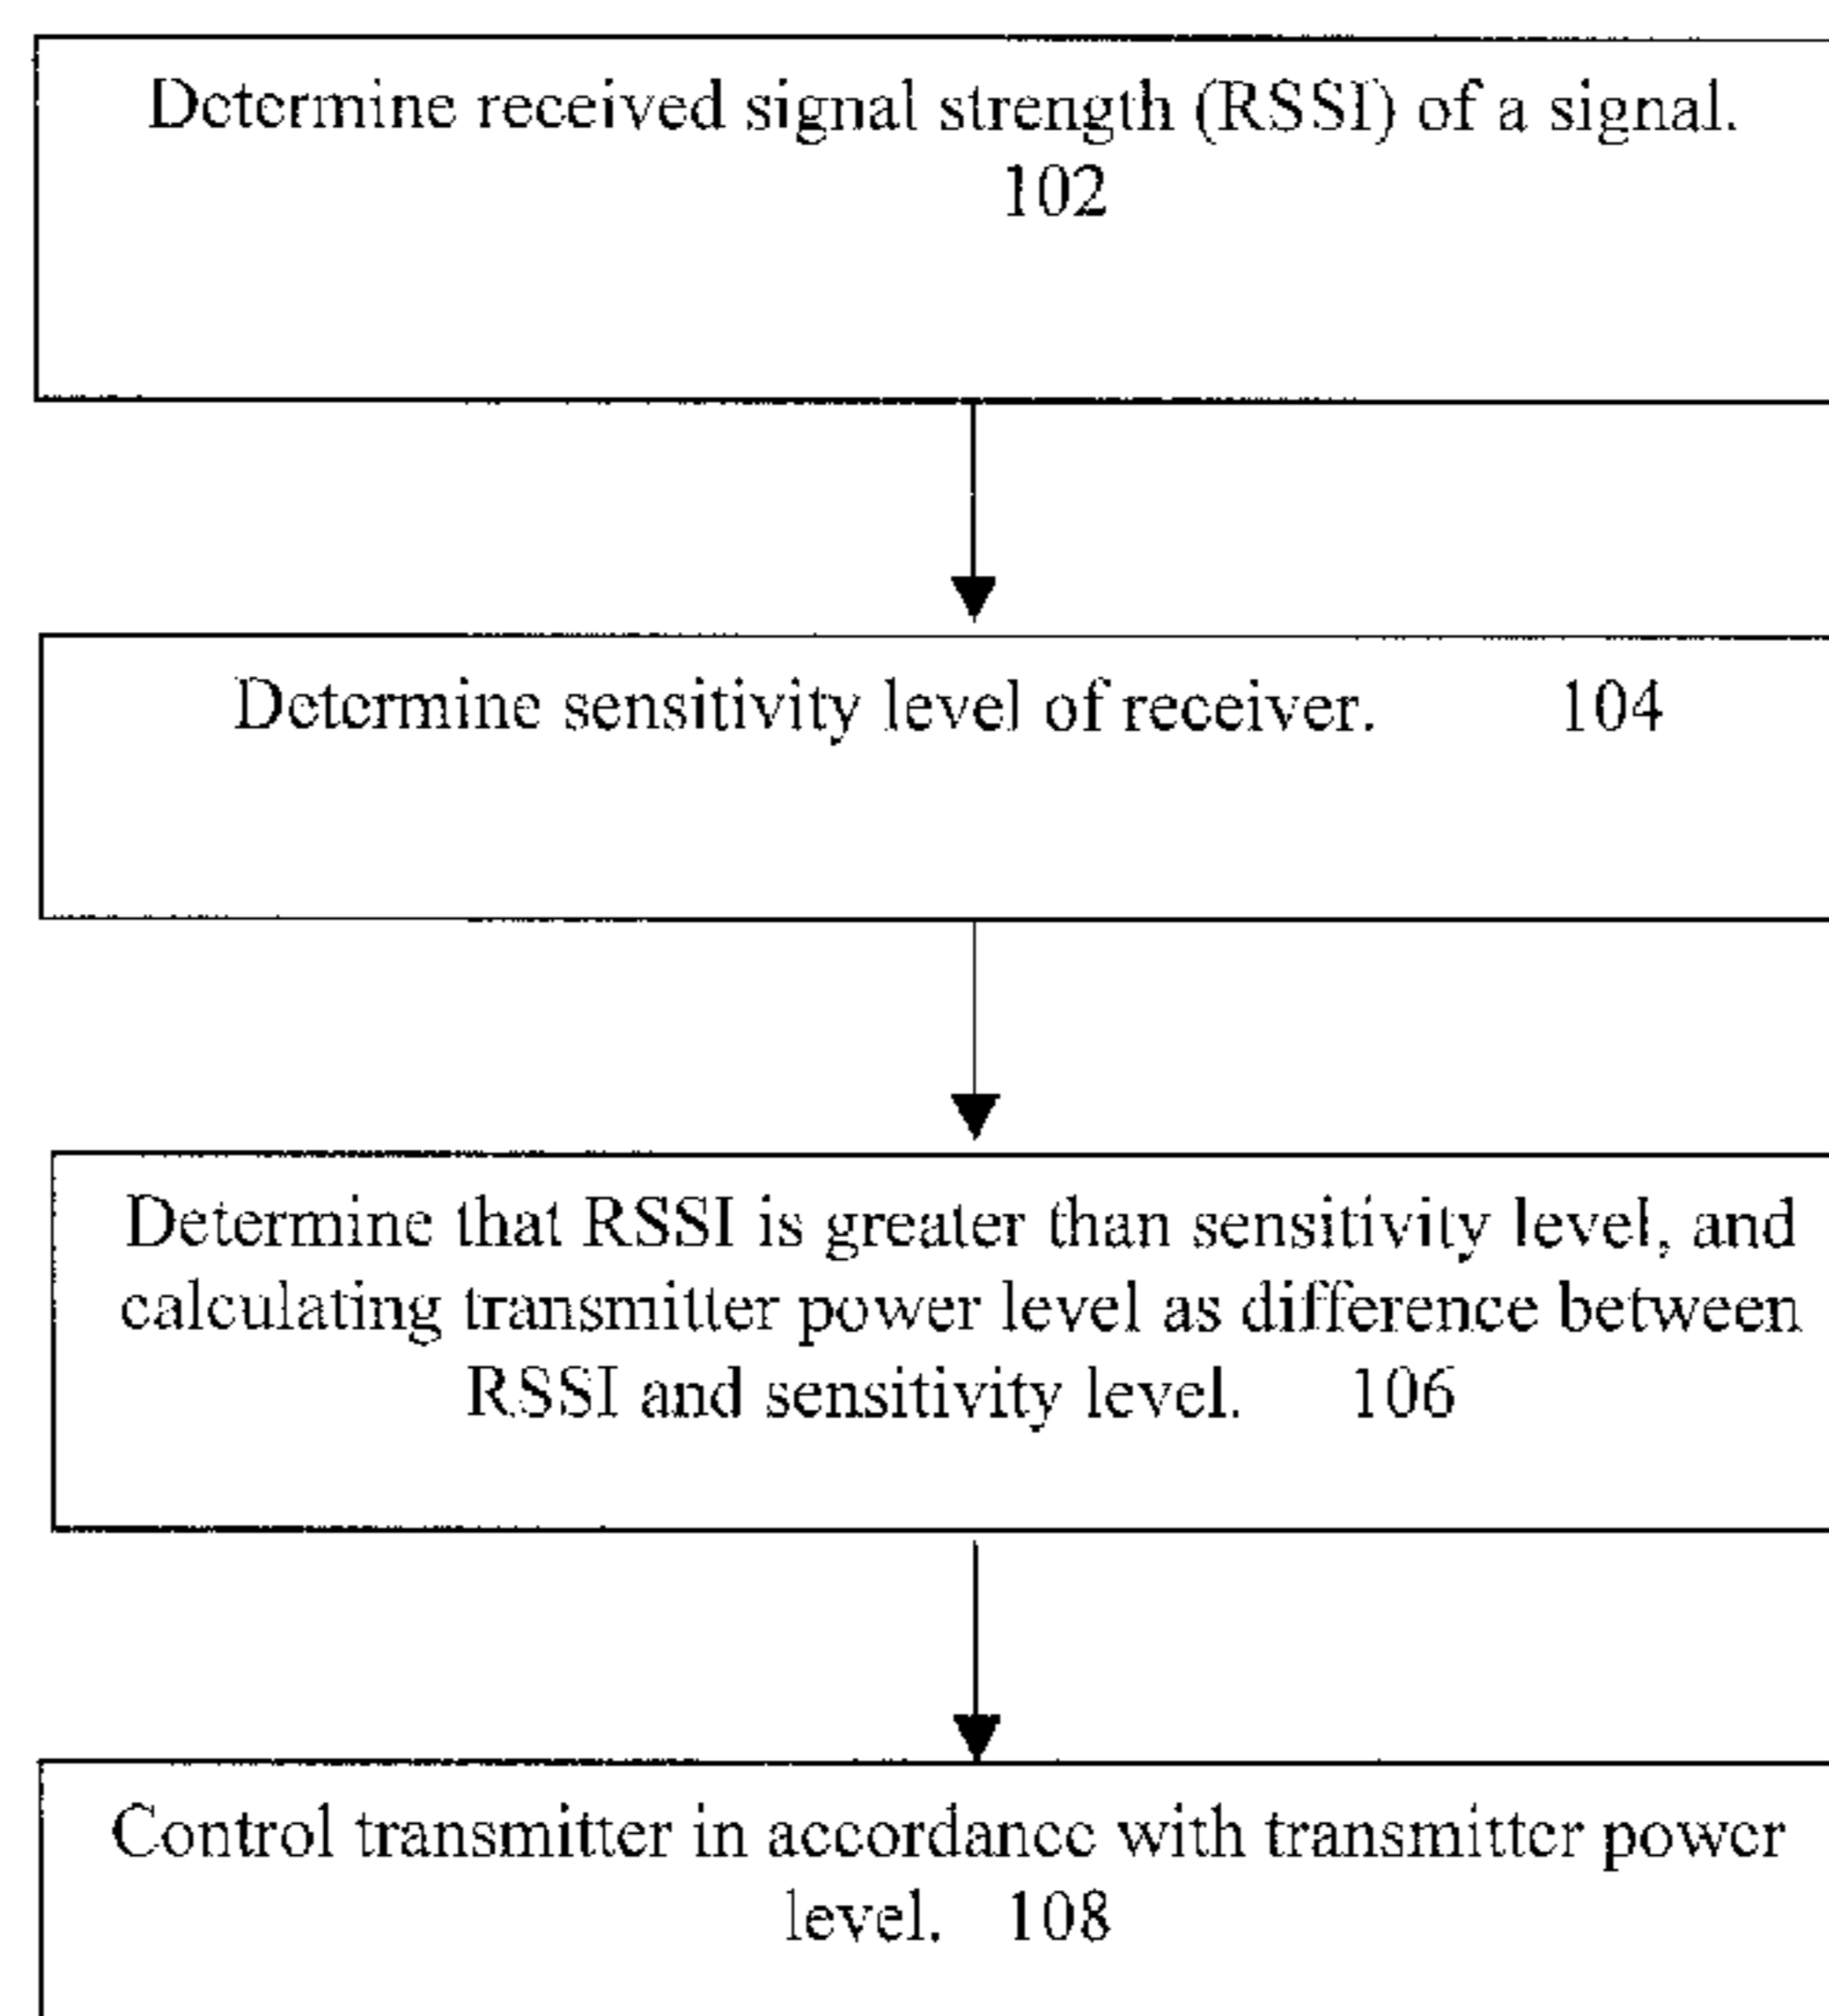 Determine received signal strength (RSSI) of a signal.
102
Determine sensitivity level of receiver. 104
Determine that RSSI is greater than sensitivity level, and
calculating transmitter power level as difference between
RSSI and sensitivity level. 106
Control transmitter in accordance with transmitter power
level. 108